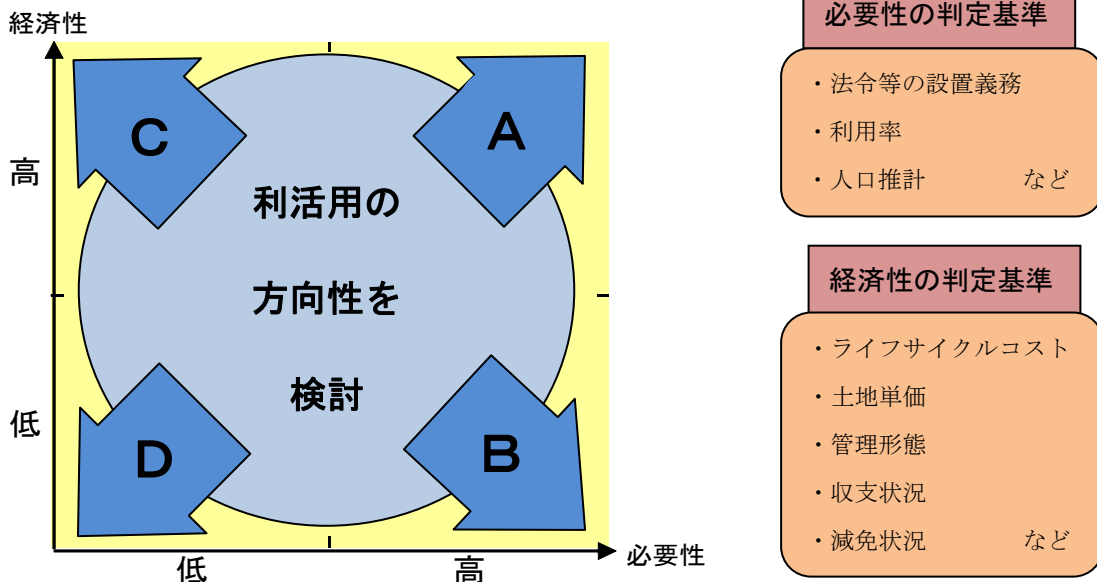 経済性
高
低
C
A
利活用の
方向性を
検討
D
B
低
高
必要性
必要性の判定基準
・法令等の設置義務
・利用率
・人口推計 など
経済性の判定基準
・ライフサイクルコスト
・土地単価
・管理形態
・収支状況
・減免状況 など